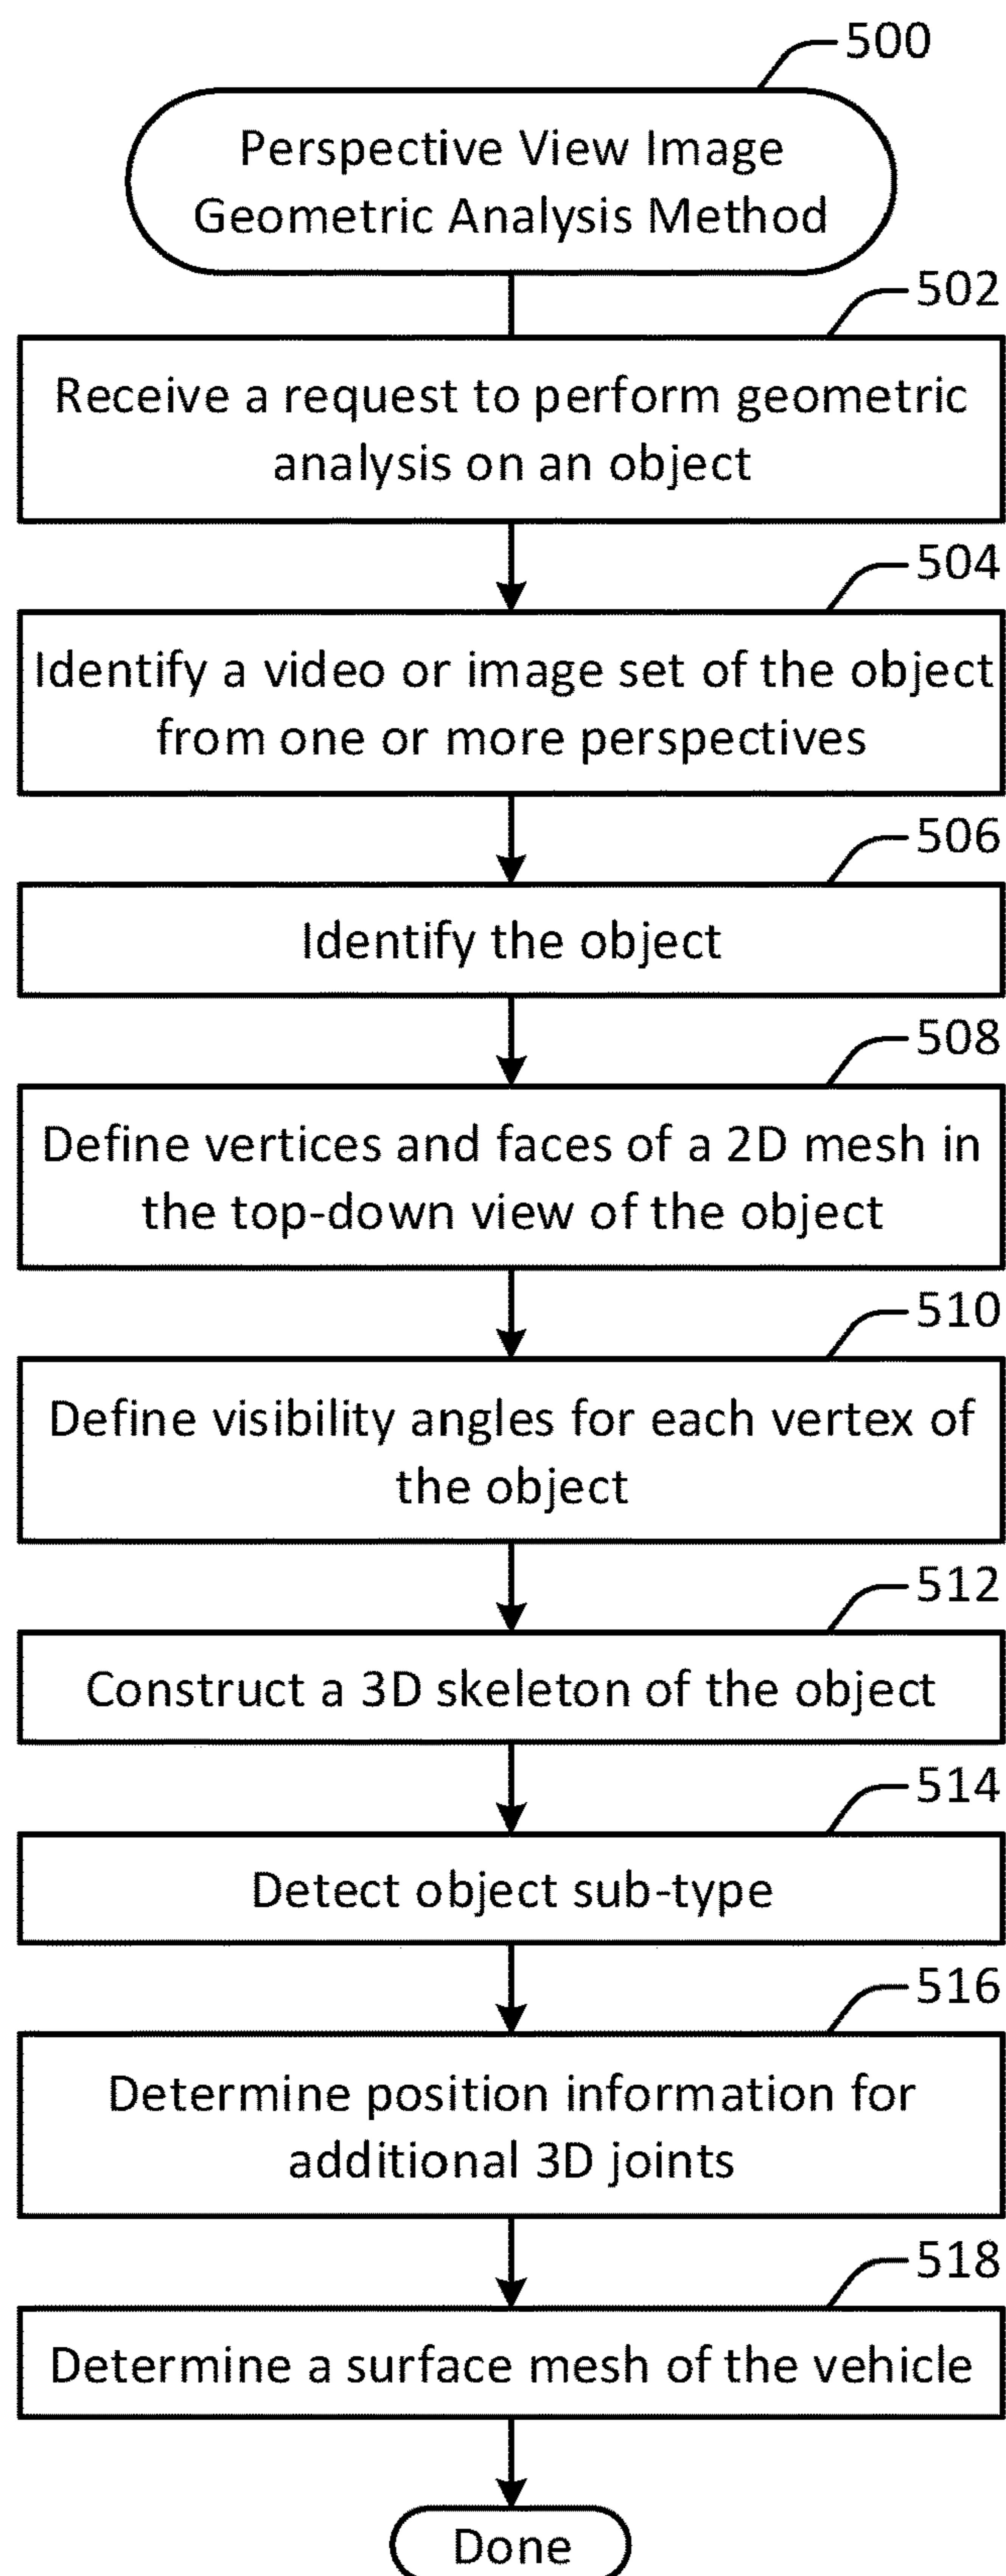 500
Perspective View Image
Geometric Analysis Method
502
Receive a request to perform geometric
analysis on an object
504
Identify a video or image set of the object
from one or more perspectives
506
Identify the object
508
Define vertices and faces of a 2D mesh in
the top-down view of the object
510
Define visibility angles for each vertex of
the object
512
Construct a 3D skeleton of the object
514
Detect object sub-type
516
Determine position information for
additional 3D joints
518
Determine a surface mesh of the vehicle
Done